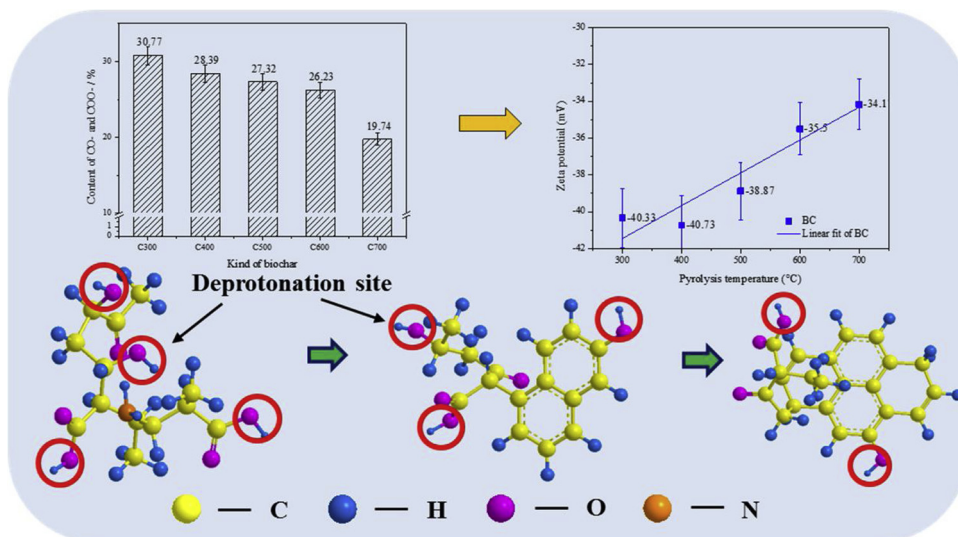 Content of CO- and COO- / %
30
20
10
1
0
30.77
28.39
27.32
26.23
19.74
C300 C400 C500 C600 C700
Kind of biochar
Zeta potential (mV)
-30
-32
-34
-36
-38
-40
-42
-40.33
-40.73
-38.87
-35.5
-34.1
BC
Linear fit of BC
300 400 500 600 700
Pyrolysis temperature (°C)
Deprotonation site
— C — H — O — N